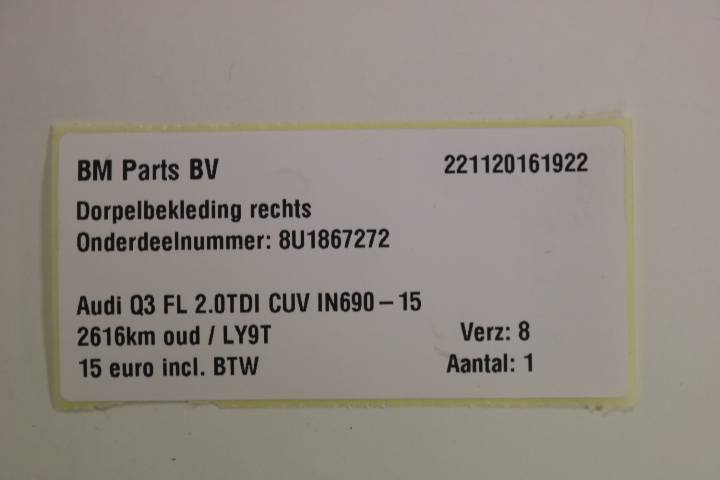 BM Parts BV 221120161922
Dorpelbekleding rechts
Onderdeelnummer: 8U1867272
Audi Q3 FL 2.0TDI CUV IN690-15
2616km oud / LY9T Verz: 8
15 euro incl. BTW Aantal: 1